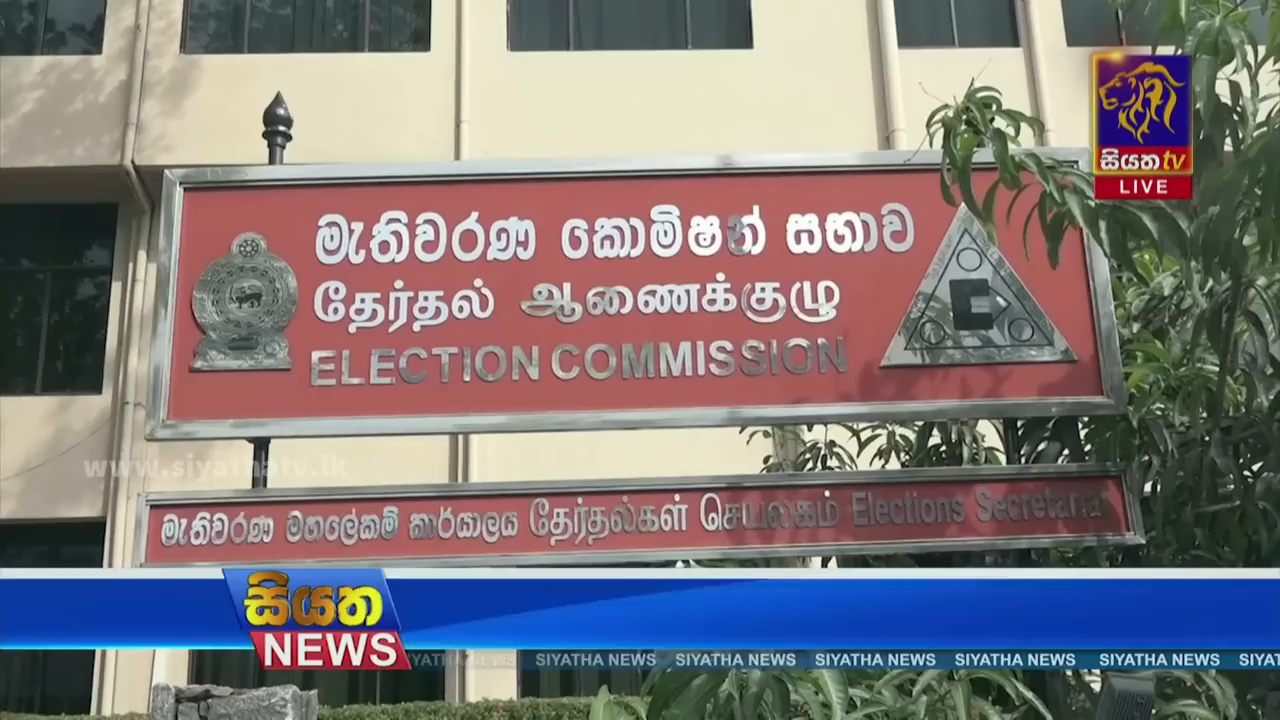 සියත tv
LIVE
මැතිවරණ කොමිෂන් සභාව
தேர்தல் ஆணைக்குழு
ELECTION COMMISSION
E
www.siyathatv.lk
මැතිවරණ මහලේකම් කාර්යාලය தேர்தல்கள் செயலகம் Elections Secretariat
සියත
NEWS
SIYATHA NEWS SIYATHA NEWS SIYATHA NEWS SIYATHA NEWS SIYATHA NEWS